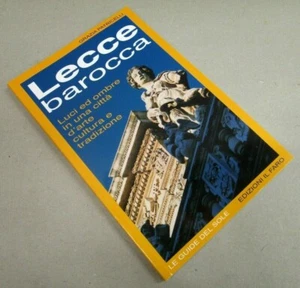 Lecce
barocca
Luci ed ombre
in una città
d'arte
cultura e
tradizione
LE GUIDE DEL SOLE
EDIZIONI IL FARO